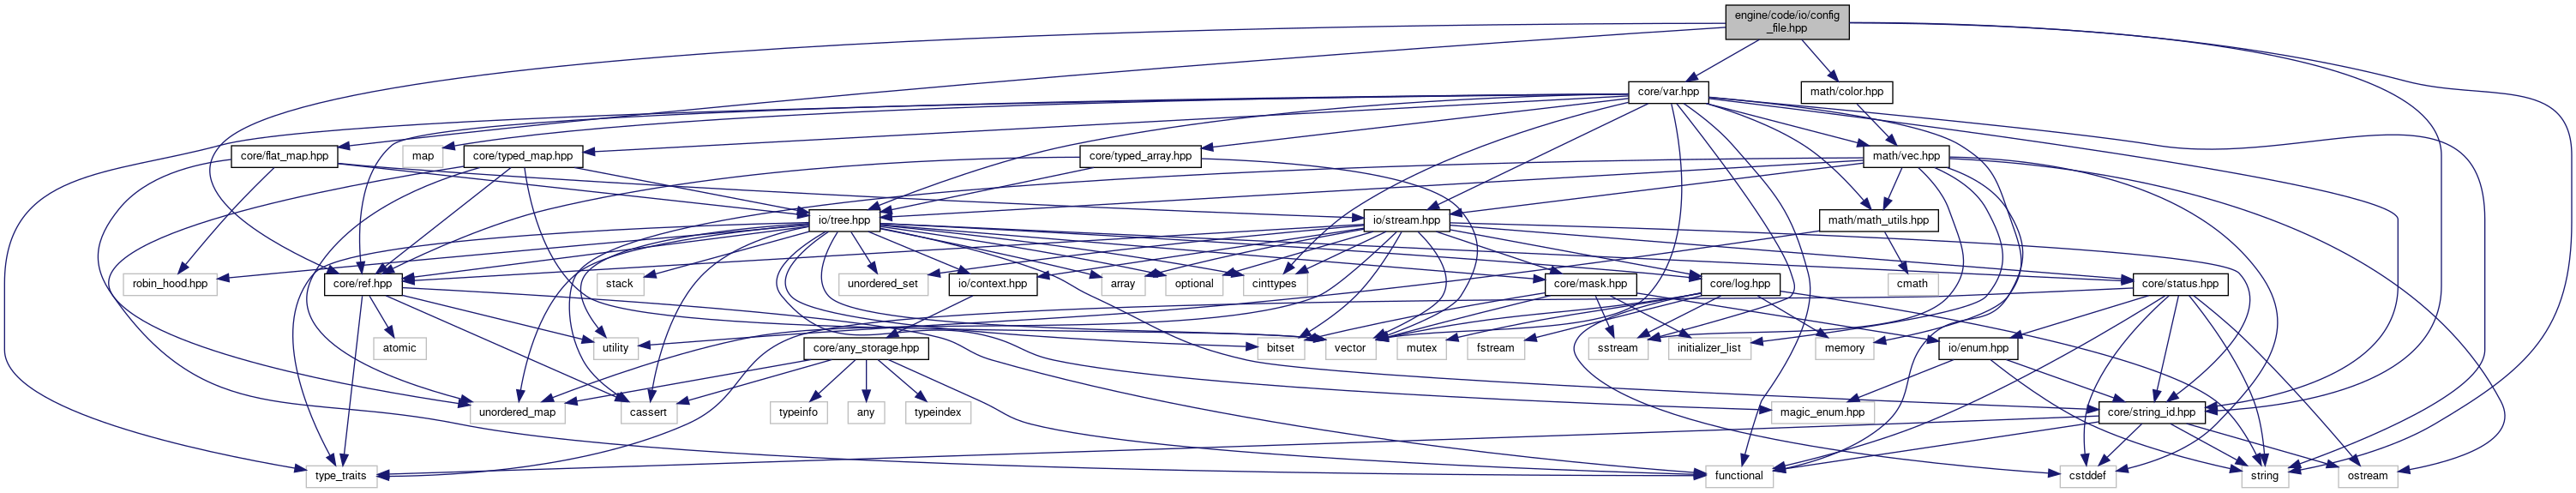 engine/code/io/config
_file.hpp
core/var.hpp
math/color.hpp
core/flat_map.hpp
map
core/typed_map.hpp
core/typed_array.hpp
math/vec.hpp
io/tree.hpp
io/stream.hpp
math/math_utils.hpp
robin_hood.hpp
core/ref.hpp
stack
unordered_set
io/context.hpp
array
optional
cinttypes
core/mask.hpp
core/log.hpp
cmath
core/status.hpp
atomic
utility
core/any_storage.hpp
bitset
vector
mutex
fstream
sstream
initializer_list
memory
io/enum.hpp
unordered_map
cassert
typeinfo
any
typeindex
magic_enum.hpp
core/string_id.hpp
type_traits
functional
cstddef
string
ostream